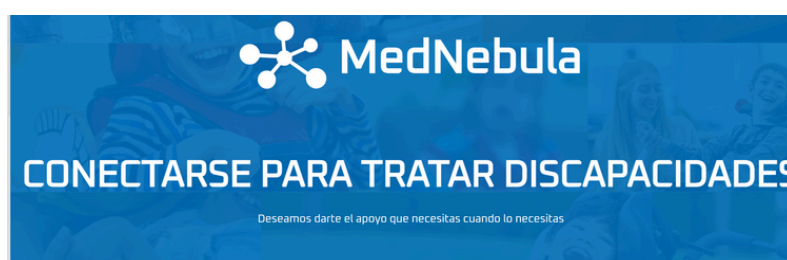 MedNebula
CONECTARSE PARA TRATAR DISCAPACIDADES
Deseamos darte el apoyo que necesitas cuando lo necesitas